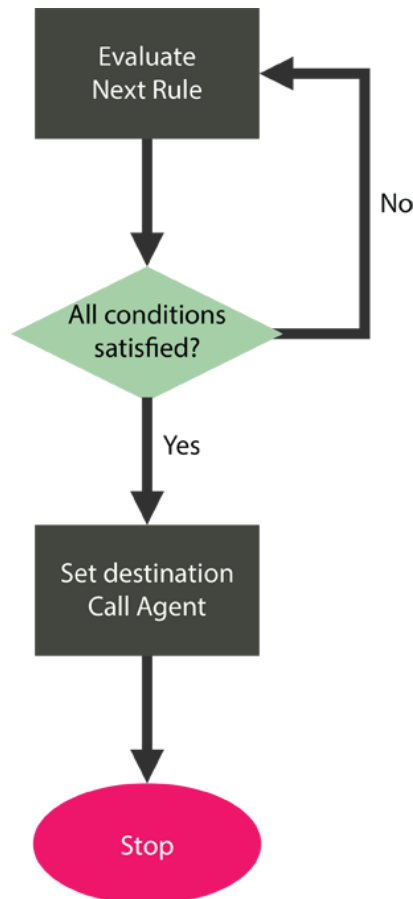 Evaluate
Next Rule
No
All conditions
satisfied?
Yes
Set destination
Call Agent
Stop